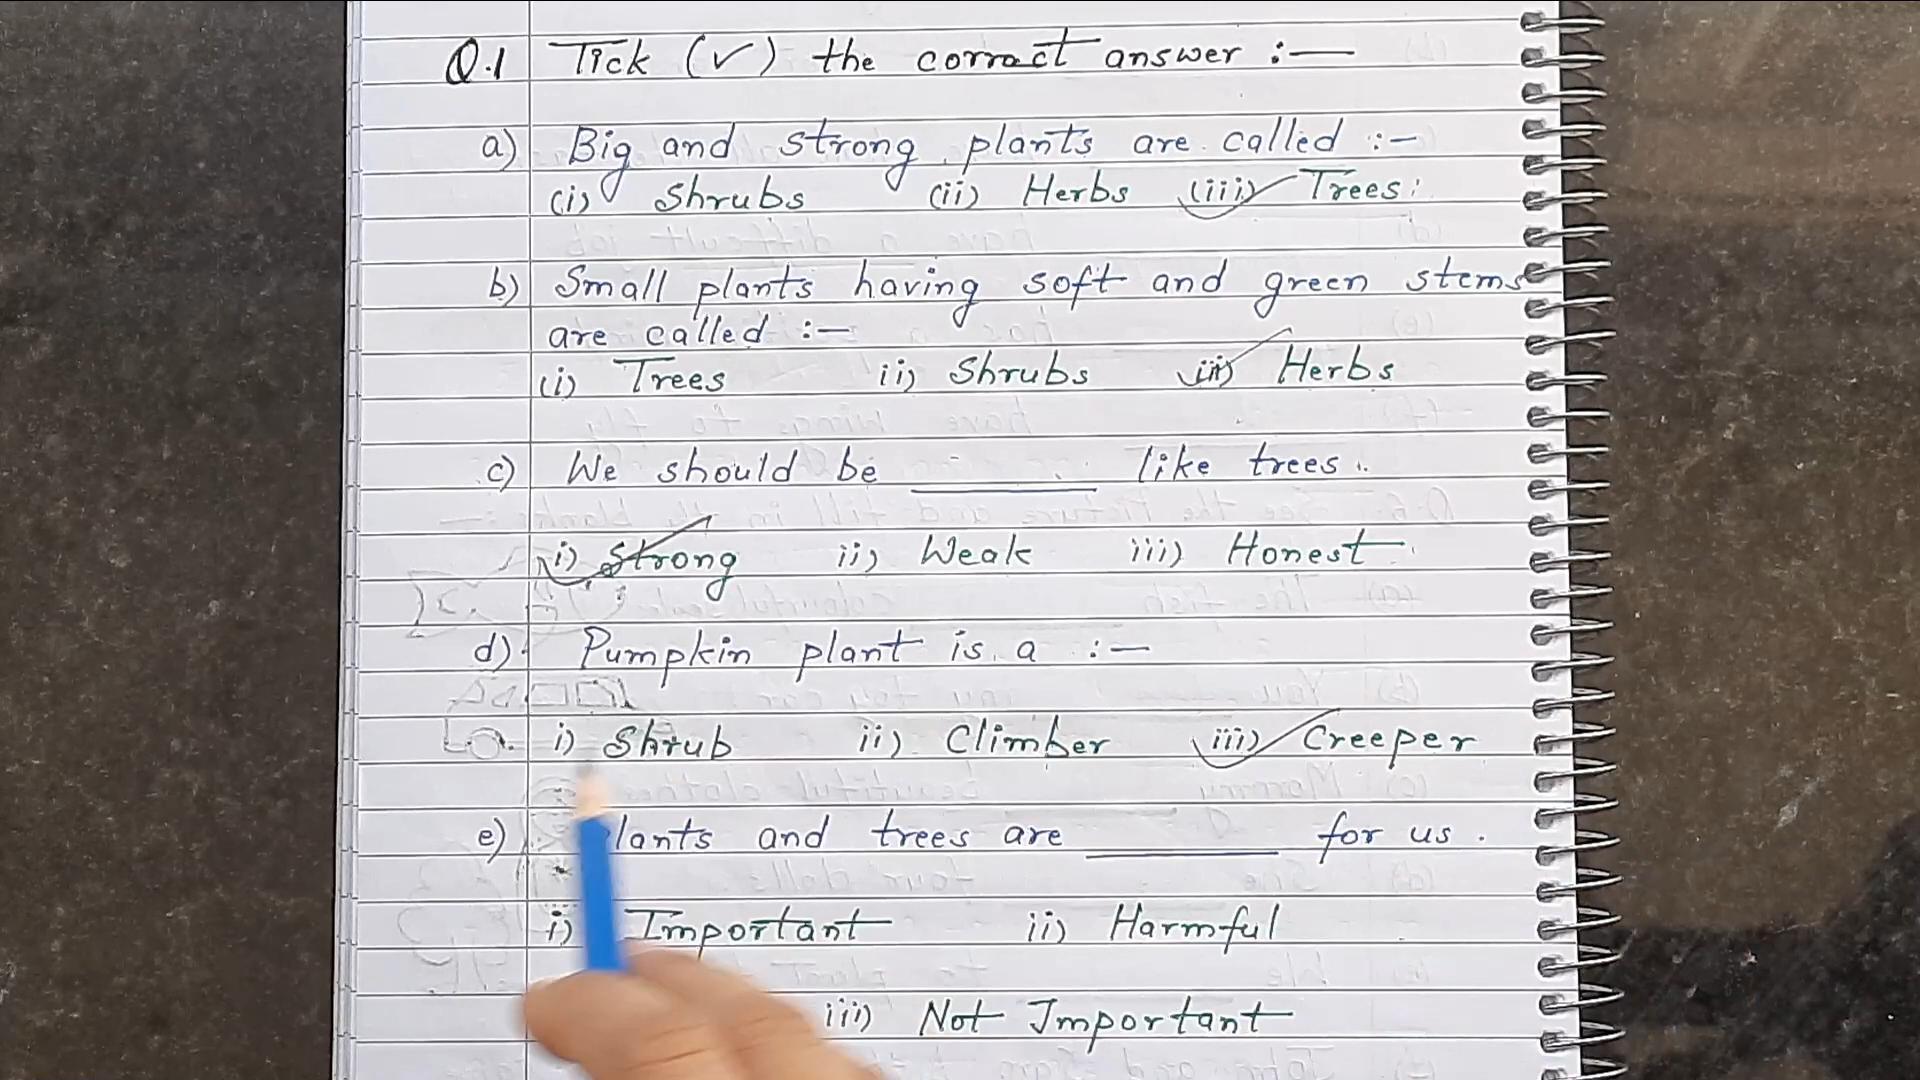 Q.1 Tick (✓) the correct answer :—
a) Big and strong plants are called :-
(i) Shrubs (ii) Herbs (iii) Trees
b) Small plants having soft and green stems
are called :—
(i) Trees ii) Shrubs iii) Herbs
c) We should be ________ like trees.
i) Strong ii) Weak iii) Honest
d) Pumpkin plant is a :—
i) Shrub ii) Climber iii) Creeper
e) lants and trees are ________ for us.
i) Important ii) Harmful
iii) Not Important